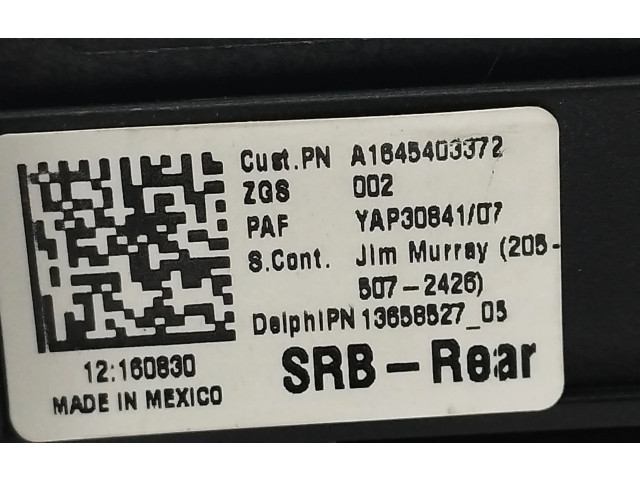 Cust.PN A1645403372
ZGS 002
PAF YAP30841/07
S.Cont. Jim Murray (205-
507-2426)
DelphiPN 13658527_05
SRB-Rear
12:160830
MADE IN MEXICO